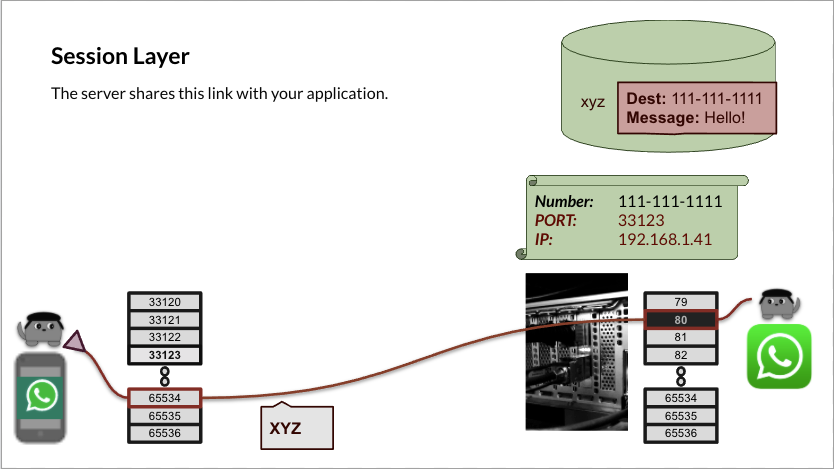 Session Layer
The server shares this link with your application.
xyz
Dest: 111-111-1111
Message: Hello!
Number: 111-111-1111
PORT: 33123
IP: 192.168.1.41
33120
33121
33122
33123
65534
65535
65536
XYZ
79
80
81
82
65534
65535
65536